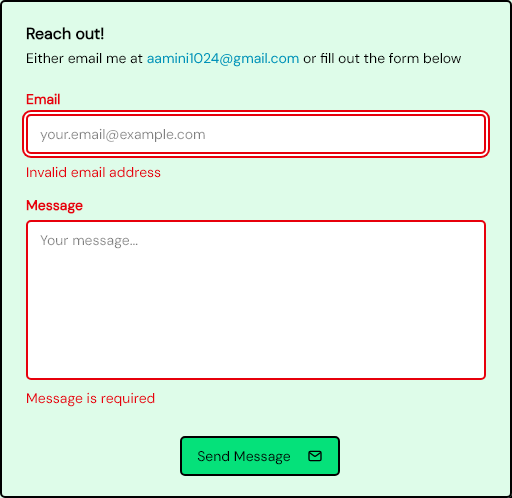 Reach out!
Either email me at aamini1024@gmail.com or fill out the form below
Email
your.email@example.com
Invalid email address
Message
Your message...
Message is required
Send Message